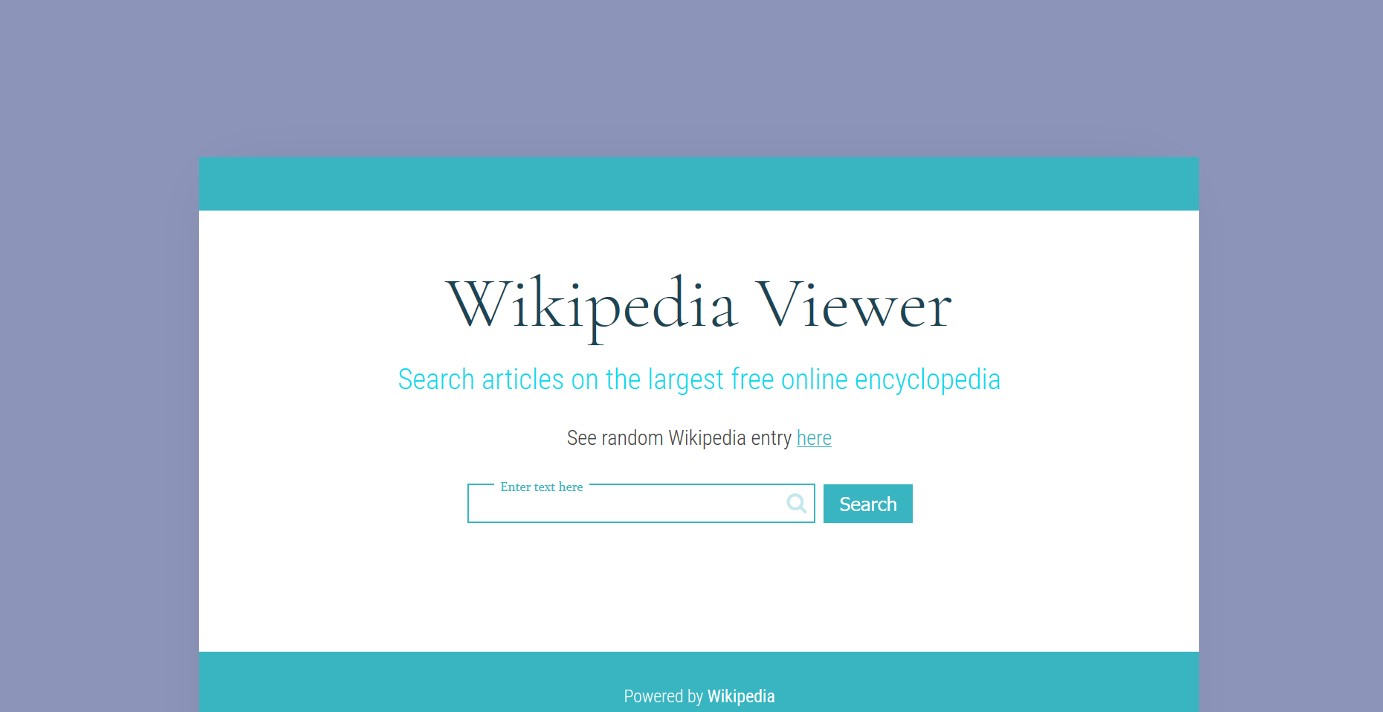 Wikipedia Viewer
Search articles on the largest free online encyclopedia
See random Wikipedia entry here
Enter text here
Search
Powered by Wikipedia